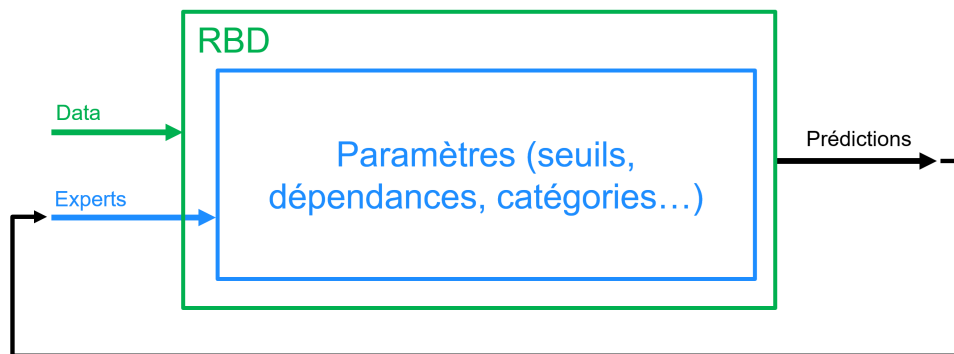 RBD
Data
Paramètres (seuils,
dépendances, catégories…)
Prédictions
Experts